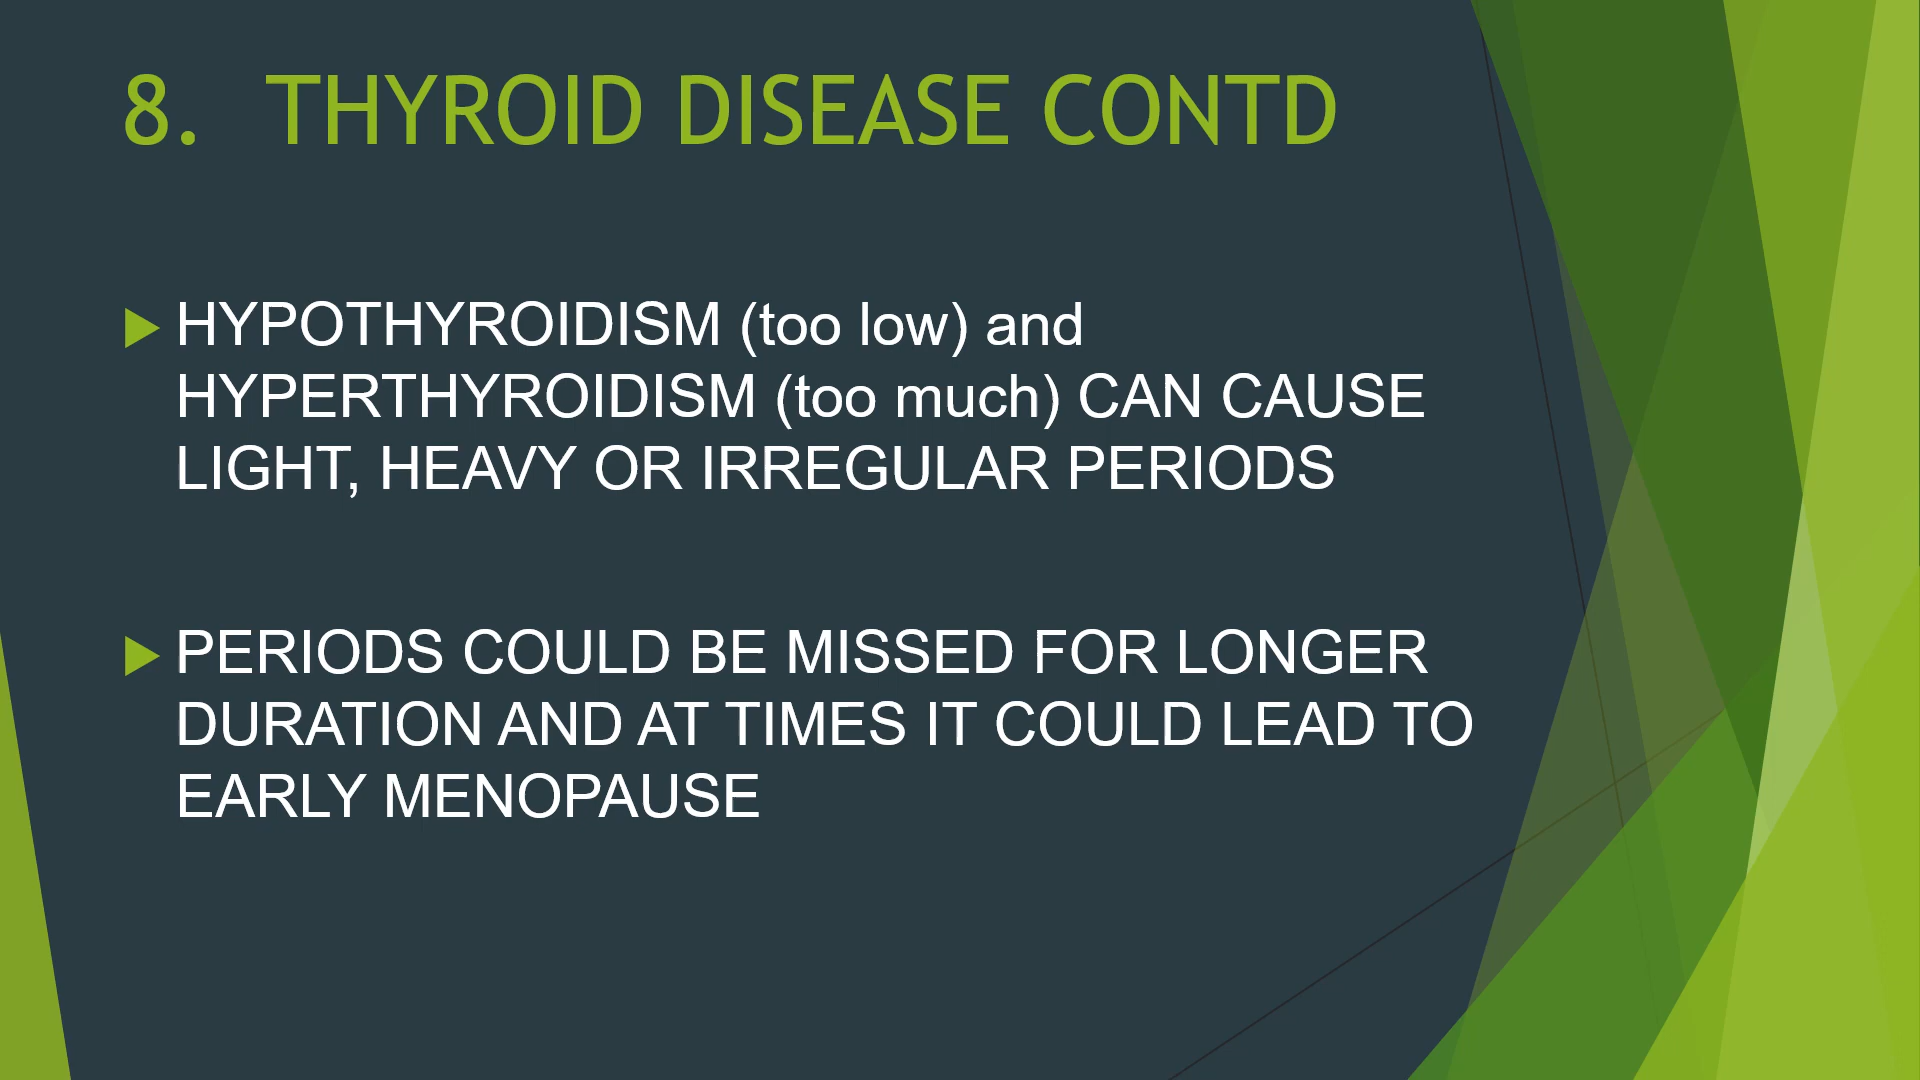 8. THYROID DISEASE CONTD
HYPOTHYROIDISM (too low) and
HYPERTHYROIDISM (too much) CAN CAUSE
LIGHT, HEAVY OR IRREGULAR PERIODS
PERIODS COULD BE MISSED FOR LONGER
DURATION AND AT TIMES IT COULD LEAD TO
EARLY MENOPAUSE